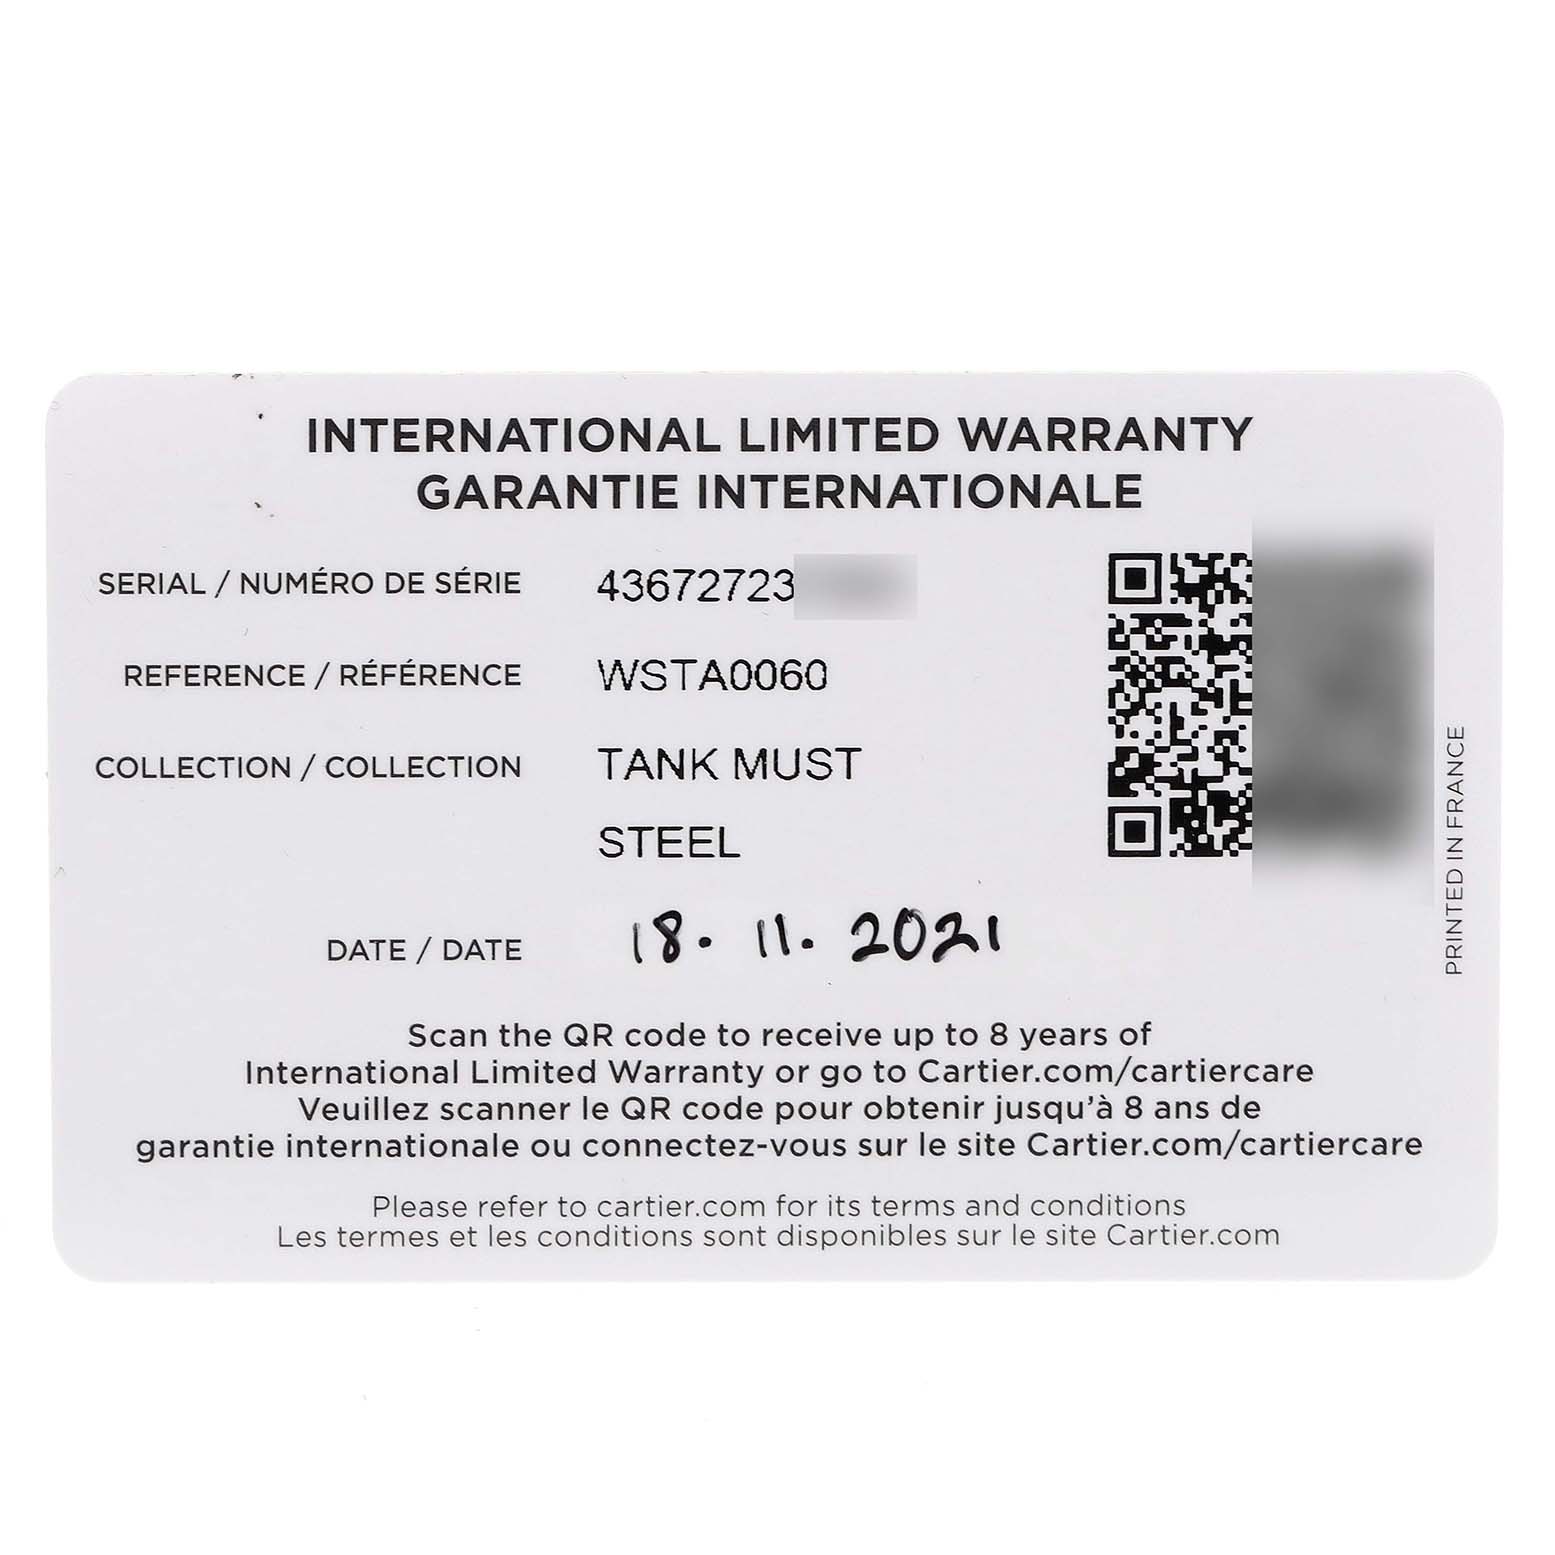 INTERNATIONAL LIMITED WARRANTY
GARANTIE INTERNATIONALE
SERIAL / NUMÉRO DE SÉRIE 43672723
REFERENCE / RÉFÉRENCE WSTA0060
COLLECTION / COLLECTION TANK MUST
STEEL
DATE / DATE 18. 11. 2021
PRINTED IN FRANCE
Scan the QR code to receive up to 8 years of
International Limited Warranty or go to Cartier.com/cartiercare
Veuillez scanner le QR code pour obtenir jusqu'à 8 ans de
garantie internationale ou connectez-vous sur le site Cartier.com/cartiercare
Please refer to cartier.com for its terms and conditions
Les termes et les conditions sont disponibles sur le site Cartier.com